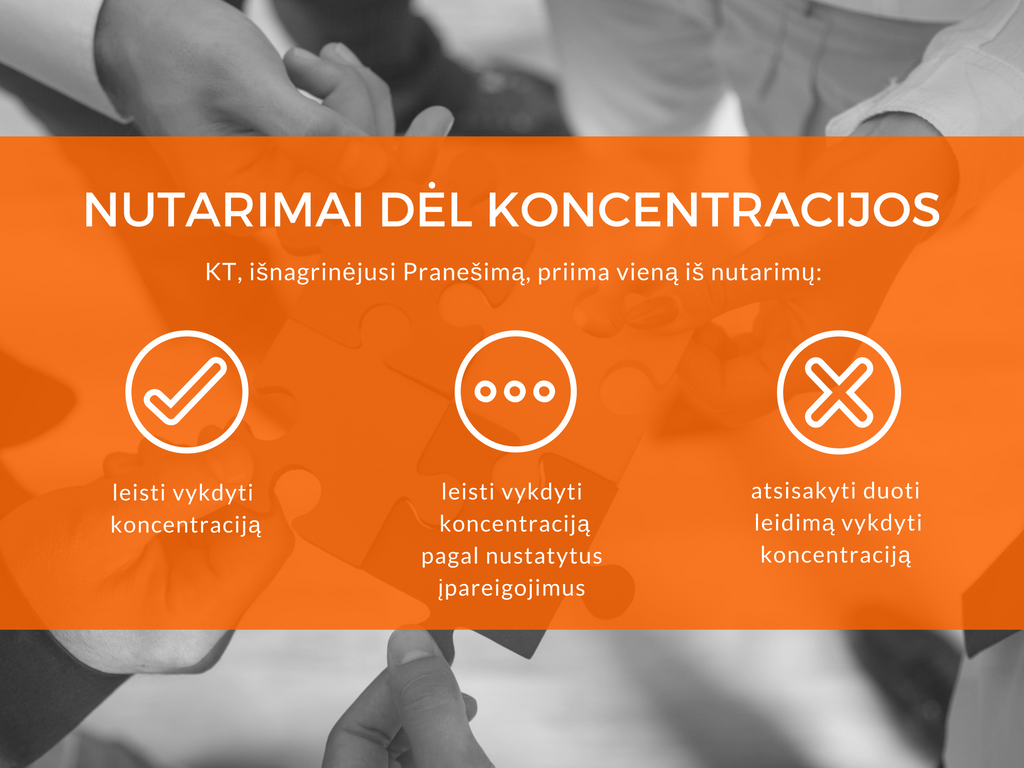 NUTARIMAI DĖL KONCENTRACIJOS
KT, išnagrinėjusi Pranešimą, priima vieną iš nutarimų:
leisti vykdyti
koncentraciją
leisti vykdyti
koncentraciją
pagal nustatytus
įpareigojimus
atsisakyti duoti
leidimą vykdyti
koncentraciją